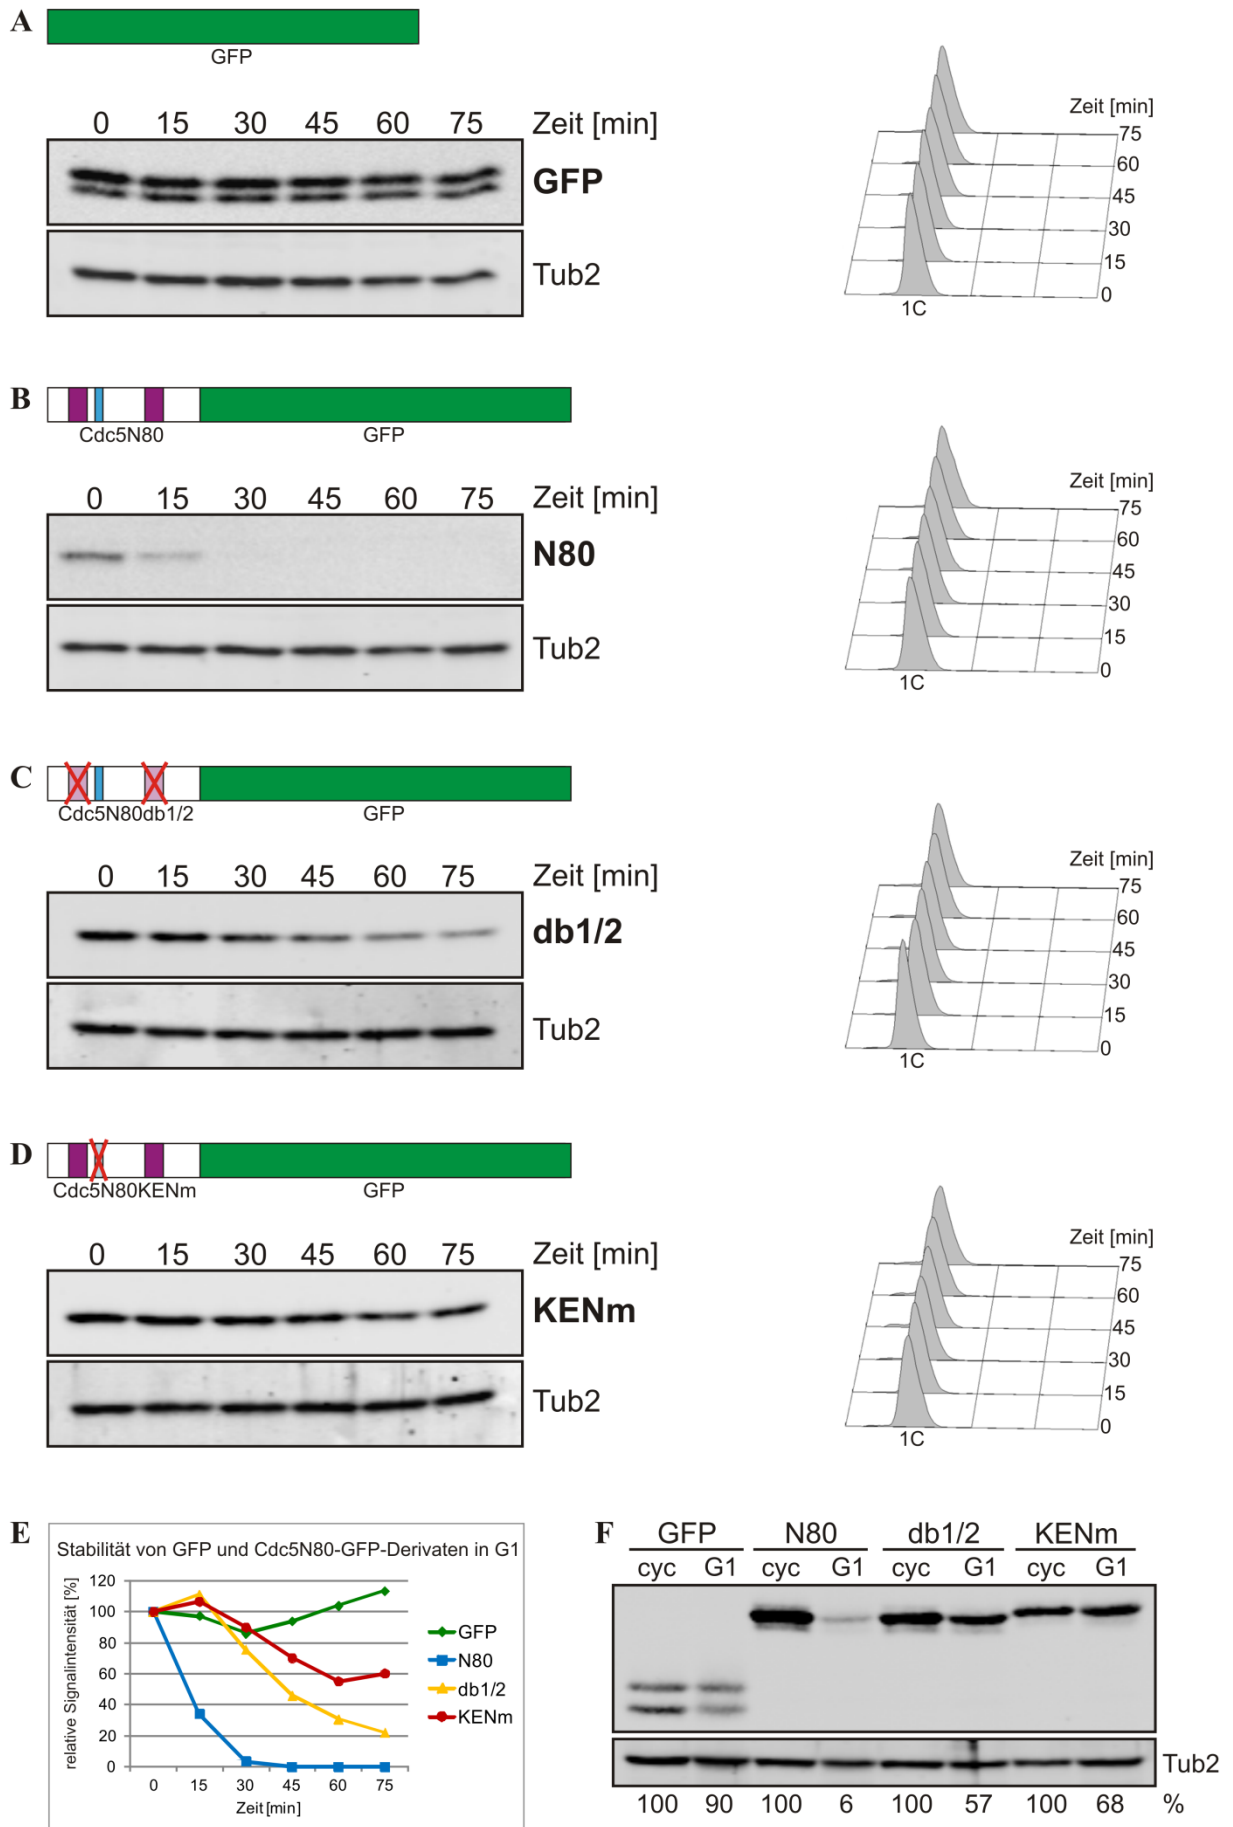 A
GFP
0 15 30 45 60 75 Zeit [min]
GFP
Tub2
Zeit [min]
75
60
45
30
15
0
1C
B
Cdc5N80 GFP
0 15 30 45 60 75 Zeit [min]
N80
Tub2
Zeit [min]
75
60
45
30
15
0
1C
C
Cdc5N80db1/2 GFP
0 15 30 45 60 75 Zeit [min]
db1/2
Tub2
Zeit [min]
75
60
45
30
15
0
1C
D
Cdc5N80KENm GFP
0 15 30 45 60 75 Zeit [min]
KENm
Tub2
Zeit [min]
75
60
45
30
15
0
1C
E
Stabilität von GFP und Cdc5N80-GFP-Derivaten in G1
relative Signalintensität [%]
120
100
80
60
40
20
0
0 15 30 45 60 75
Zeit [min]
GFP
N80
db1/2
KENm
F
GFP N80 db1/2 KENm
cyc G1 cyc G1 cyc G1 cyc G1
Tub2
100 90 100 6 100 57 100 68 %